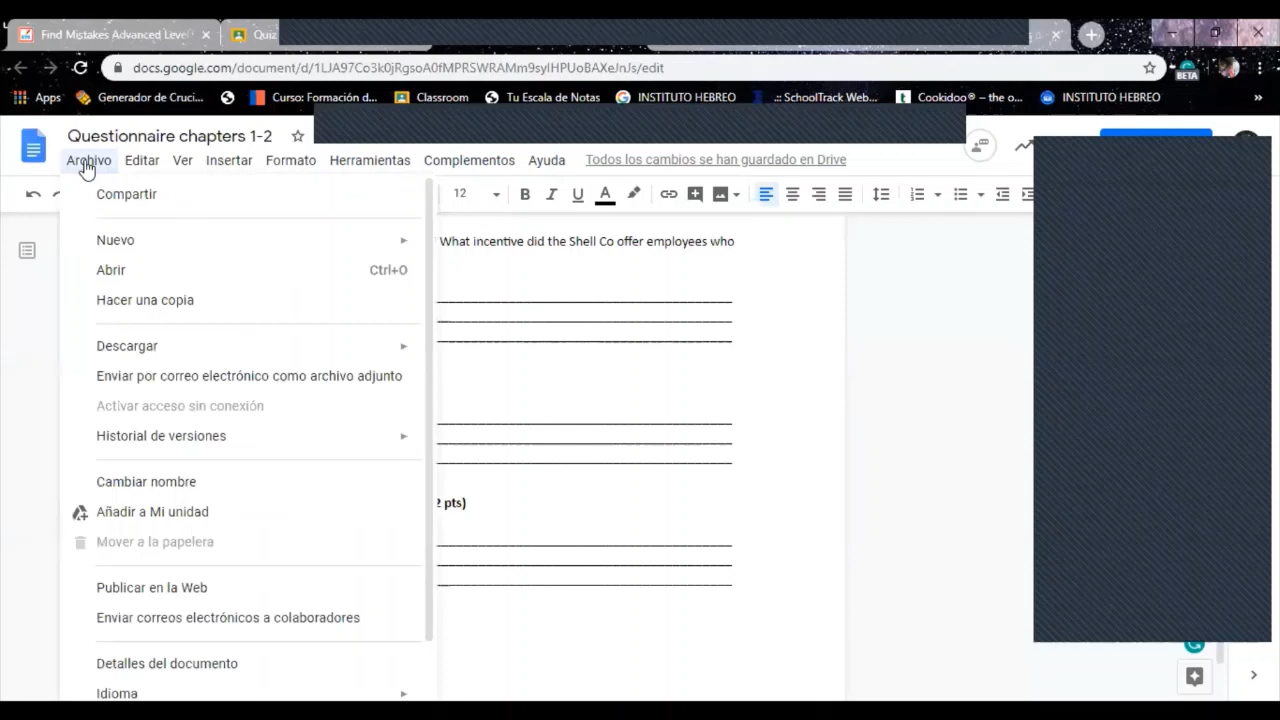 Find Mistakes Advanced Level
Quiz
docs.google.com/document/d/1LJA97Co3k0jRgsoA0fMPRSWRAMm9sylHPUoBAXeJnJs/edit
BETA
Apps
Generador de Cruci...
Curso: Formación d...
Classroom
Tu Escala de Notas
INSTITUTO HEBREO
.:: SchoolTrack Web...
Cookidoo® – the o...
INSTITUTO HEBREO
»
Questionnaire chapters 1-2
Archivo Editar Ver Insertar Formato Herramientas Complementos Ayuda Todos los cambios se han guardado en Drive
12 B I U A
Compartir
Nuevo
Abrir Ctrl+O
Hacer una copia
Descargar
Enviar por correo electrónico como archivo adjunto
Activar acceso sin conexión
Historial de versiones
Cambiar nombre
Añadir a Mi unidad
Mover a la papelera
Publicar en la Web
Enviar correos electrónicos a colaboradores
Detalles del documento
Idioma
What incentive did the Shell Co offer employees who
2 pts)